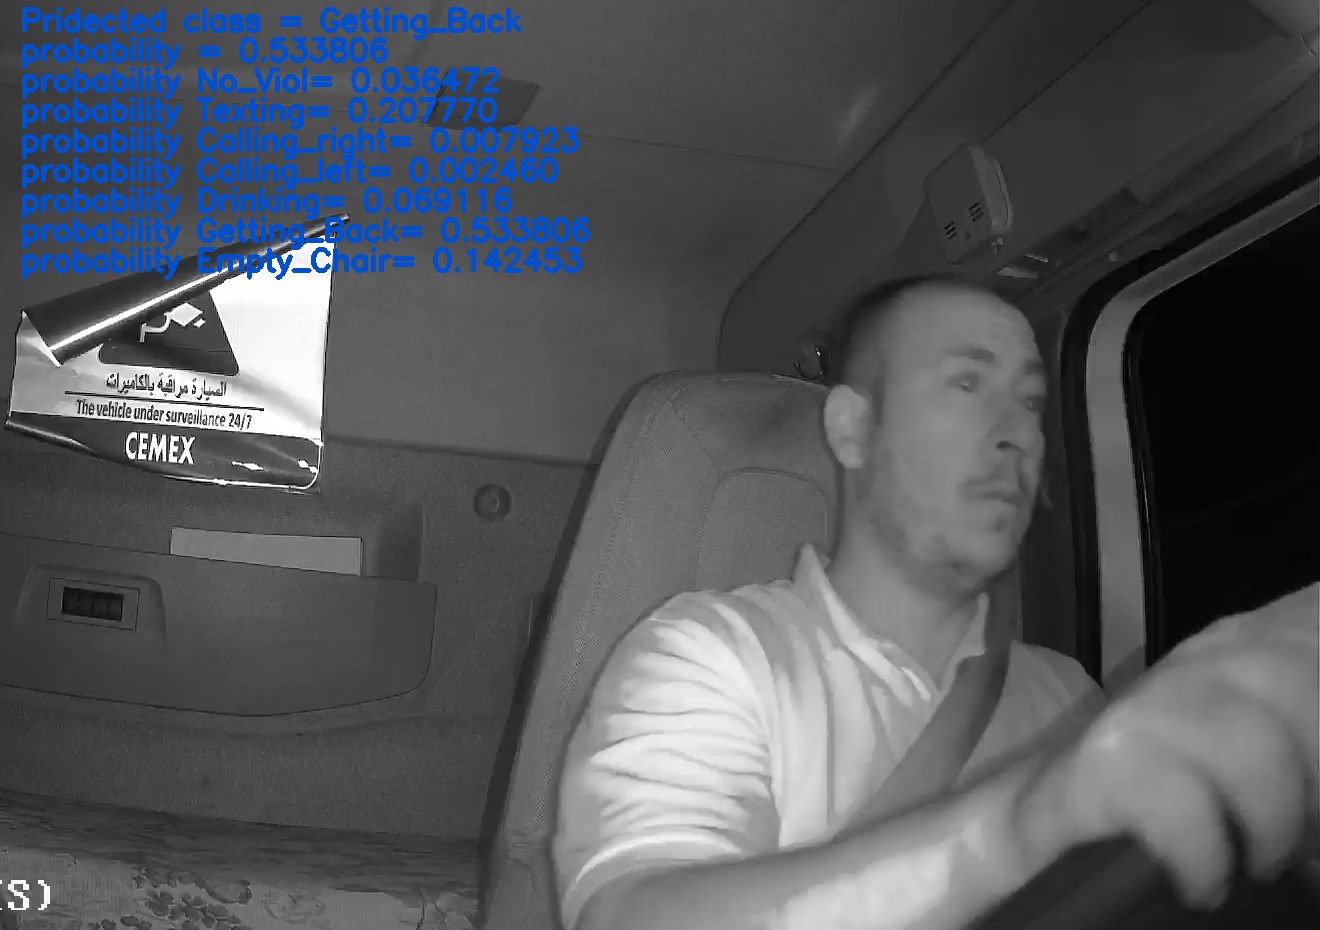 Pridected class = Getting_Back
probability = 0.533806
probability No_Viol= 0.036472
probability Texting= 0.207770
probability Calling_right= 0.007923
probability Calling_left= 0.002460
probability Drinking= 0.069116
probability Getting_Back= 0.533806
probability Empty_Chair= 0.142453
السيارة مراقبة بالكاميرات
The vehicle under surveillance 24/7
CEMEX
(S)